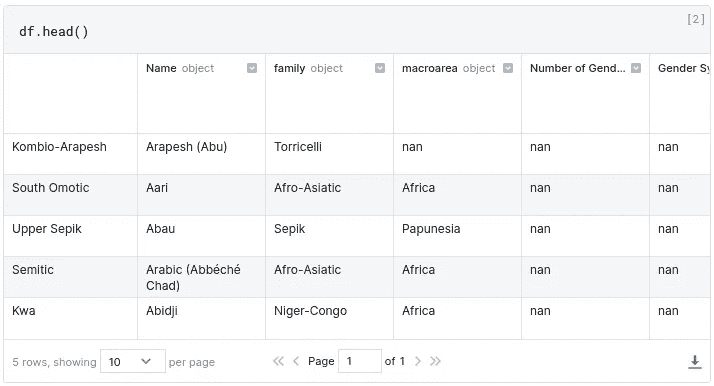 [2]
df.head()
Name object family object macroarea object Number of Gend... Gender Sy
Kombio-Arapesh Arapesh (Abu) Torricelli nan nan nan
South Omotic Aari Afro-Asiatic Africa nan nan
Upper Sepik Abau Sepik Papunesia nan nan
Semitic Arabic (Abbéché Afro-Asiatic Africa nan nan
Chad)
Kwa Abidji Niger-Congo Africa nan nan
5 rows, showing 10 per page Page 1 of 1